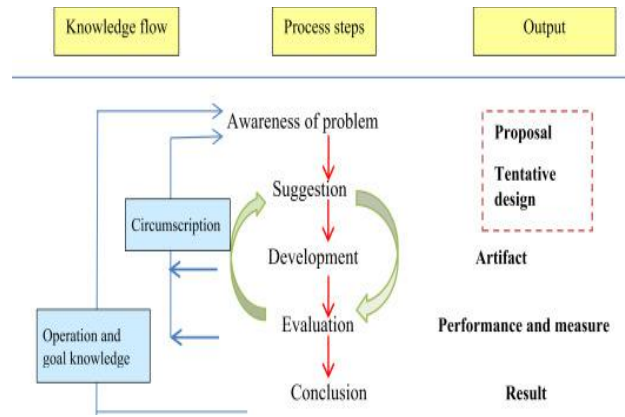 Knowledge flow
Process steps
Output
Awareness of problem
Proposal
Suggestion
Tentative
design
Circumscription
Development
Artifact
Operation and
goal knowledge
Evaluation
Performance and measure
Conclusion
Result